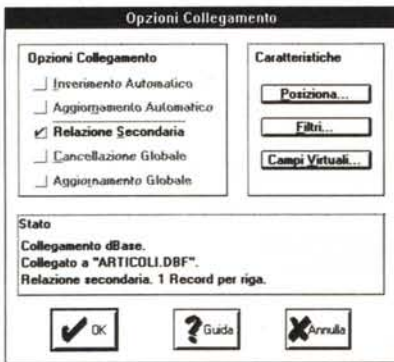 Opzioni Collegamento
Opzioni Collegamento
Inserimento Automatico
Aggiornamento Automatico
Relazione Secondaria
Cancellazione Globale
Aggiornamento Globale
Caratteristiche
Posiziona...
Filtri...
Campi Virtuali...
Stato
Collegamento dBase.
Collegato a "ARTICOLI.DBF".
Relazione secondaria. 1 Record per riga.
OK
Guida
Annulla